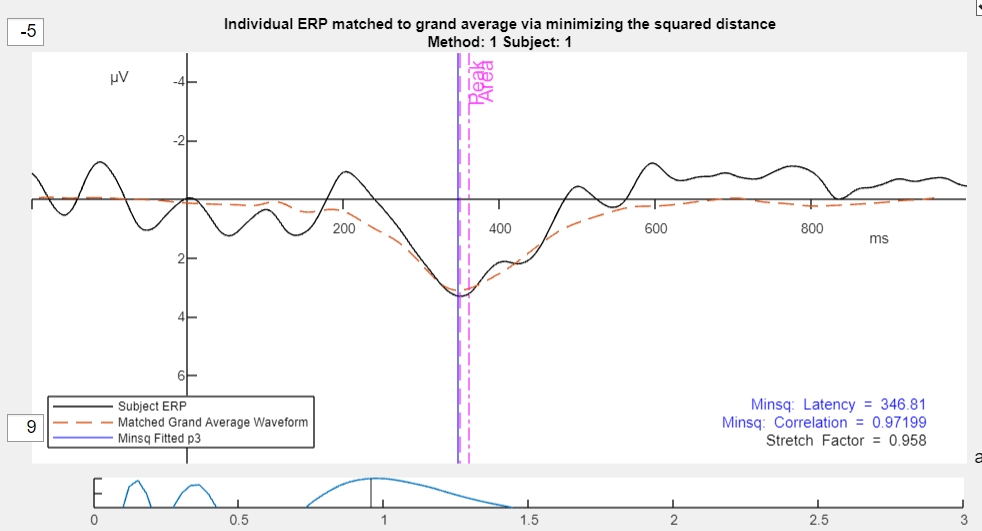 Individual ERP matched to grand average via minimizing the squared distance
Method: 1 Subject: 1
-5
µV
-4
Peak
Area
-2
200
400
600
800
ms
2
4
6
9
Subject ERP
Matched Grand Average Waveform
Minsq Fitted p3
Minsq: Latency = 346.81
Minsq: Correlation = 0.97199
Stretch Factor = 0.958
a
0
0.5
1
1.5
2
2.5
3